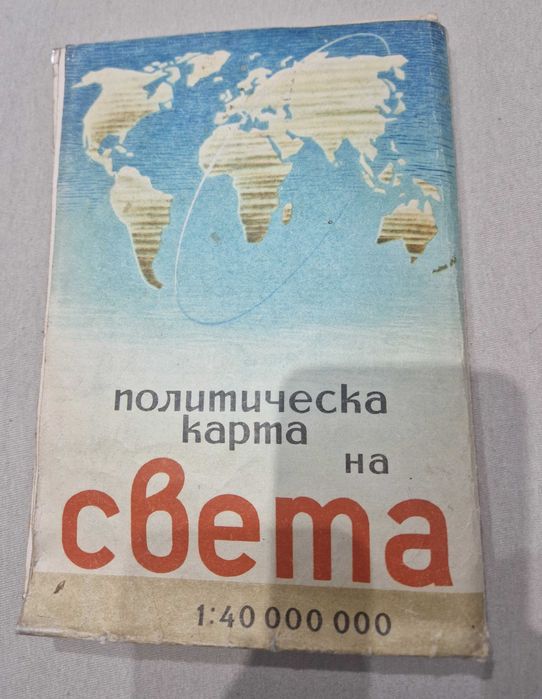 политическа
карта
на
света
1:40 000 000